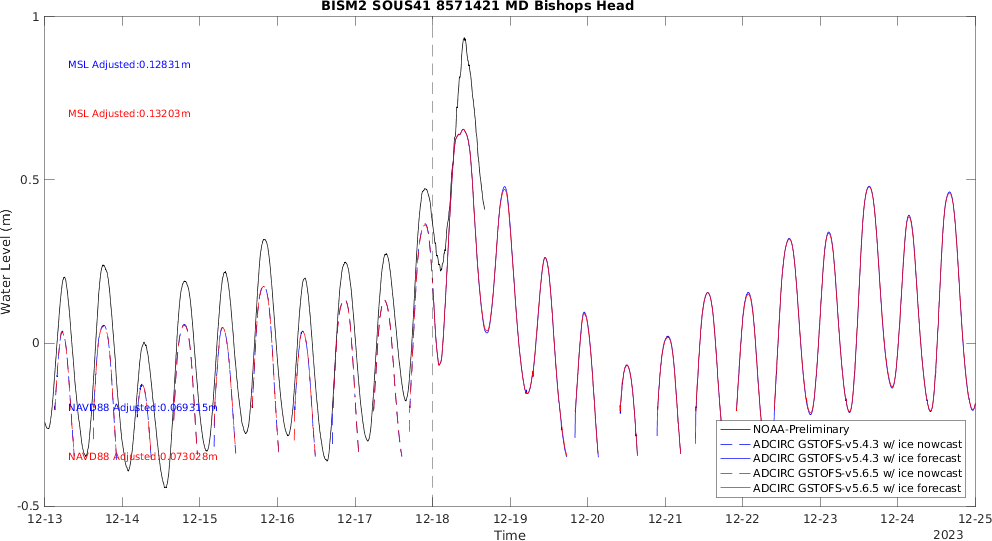 BISM2 SOUS41 8571421 MD Bishops Head
1
0.5
0
-0.5
Water Level (m)
MSL Adjusted:0.12831m
MSL Adjusted:0.13203m
NAVD88 Adjusted:0.069315m
NAVD88 Adjusted:0.073028m
NOAA-Preliminary
ADCIRC GSTOFS-v5.4.3 w/ ice nowcast
ADCIRC GSTOFS-v5.4.3 w/ ice forecast
ADCIRC GSTOFS-v5.6.5 w/ ice nowcast
ADCIRC GSTOFS-v5.6.5 w/ ice forecast
12-13 12-14 12-15 12-16 12-17 12-18 12-19 12-20 12-21 12-22 12-23 12-24 12-25
Time
2023